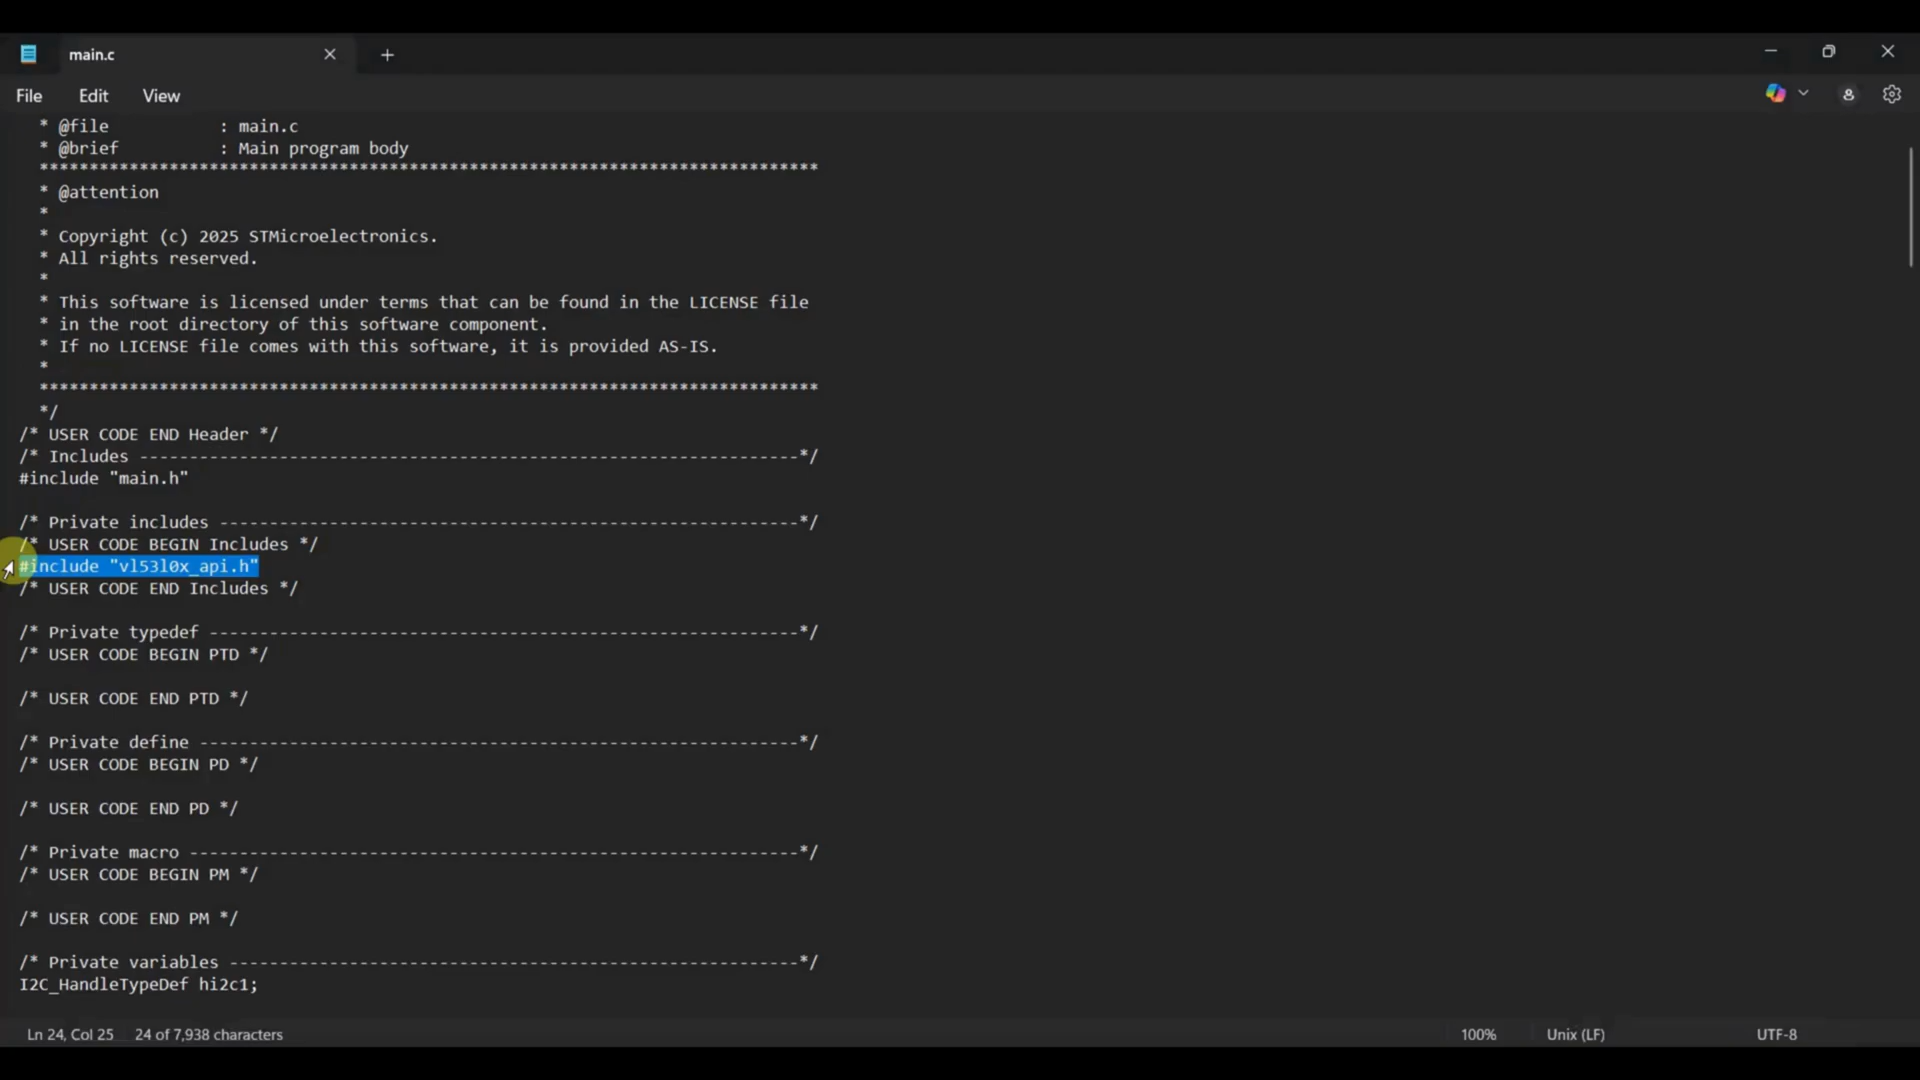 main.c
File Edit View
* @file : main.c
* @brief : Main program body
******************************************************************************
* @attention
*
* Copyright (c) 2025 STMicroelectronics.
* All rights reserved.
*
* This software is licensed under terms that can be found in the LICENSE file
* in the root directory of this software component.
* If no LICENSE file comes with this software, it is provided AS-IS.
*
******************************************************************************
*/
/* USER CODE END Header */
/* Includes ------------------------------------------------------------------*/
#include "main.h"
/* Private includes ----------------------------------------------------------*/
/* USER CODE BEGIN Includes */
#include "vl53l0x_api.h"
/* USER CODE END Includes */
/* Private typedef -----------------------------------------------------------*/
/* USER CODE BEGIN PTD */
/* USER CODE END PTD */
/* Private define ------------------------------------------------------------*/
/* USER CODE BEGIN PD */
/* USER CODE END PD */
/* Private macro -------------------------------------------------------------*/
/* USER CODE BEGIN PM */
/* USER CODE END PM */
/* Private variables ---------------------------------------------------------*/
I2C_HandleTypeDef hi2c1;
Ln 24, Col 25 24 of 7,938 characters 100% Unix (LF) UTF-8